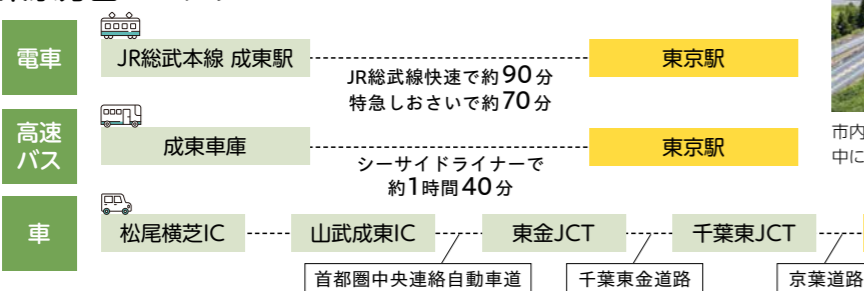 電車
JR総武本線 成東駅
東京駅
JR総武線快速で約90分
特急しおさいで約70分
高速
バス
成東車庫
東京駅
シーサイドライナーで
約1時間40分
車
松尾横芝IC
山武成東IC
東金JCT
千葉東JCT
首都圏中央連絡自動車道
千葉東金道路
京葉道路
市内
中に